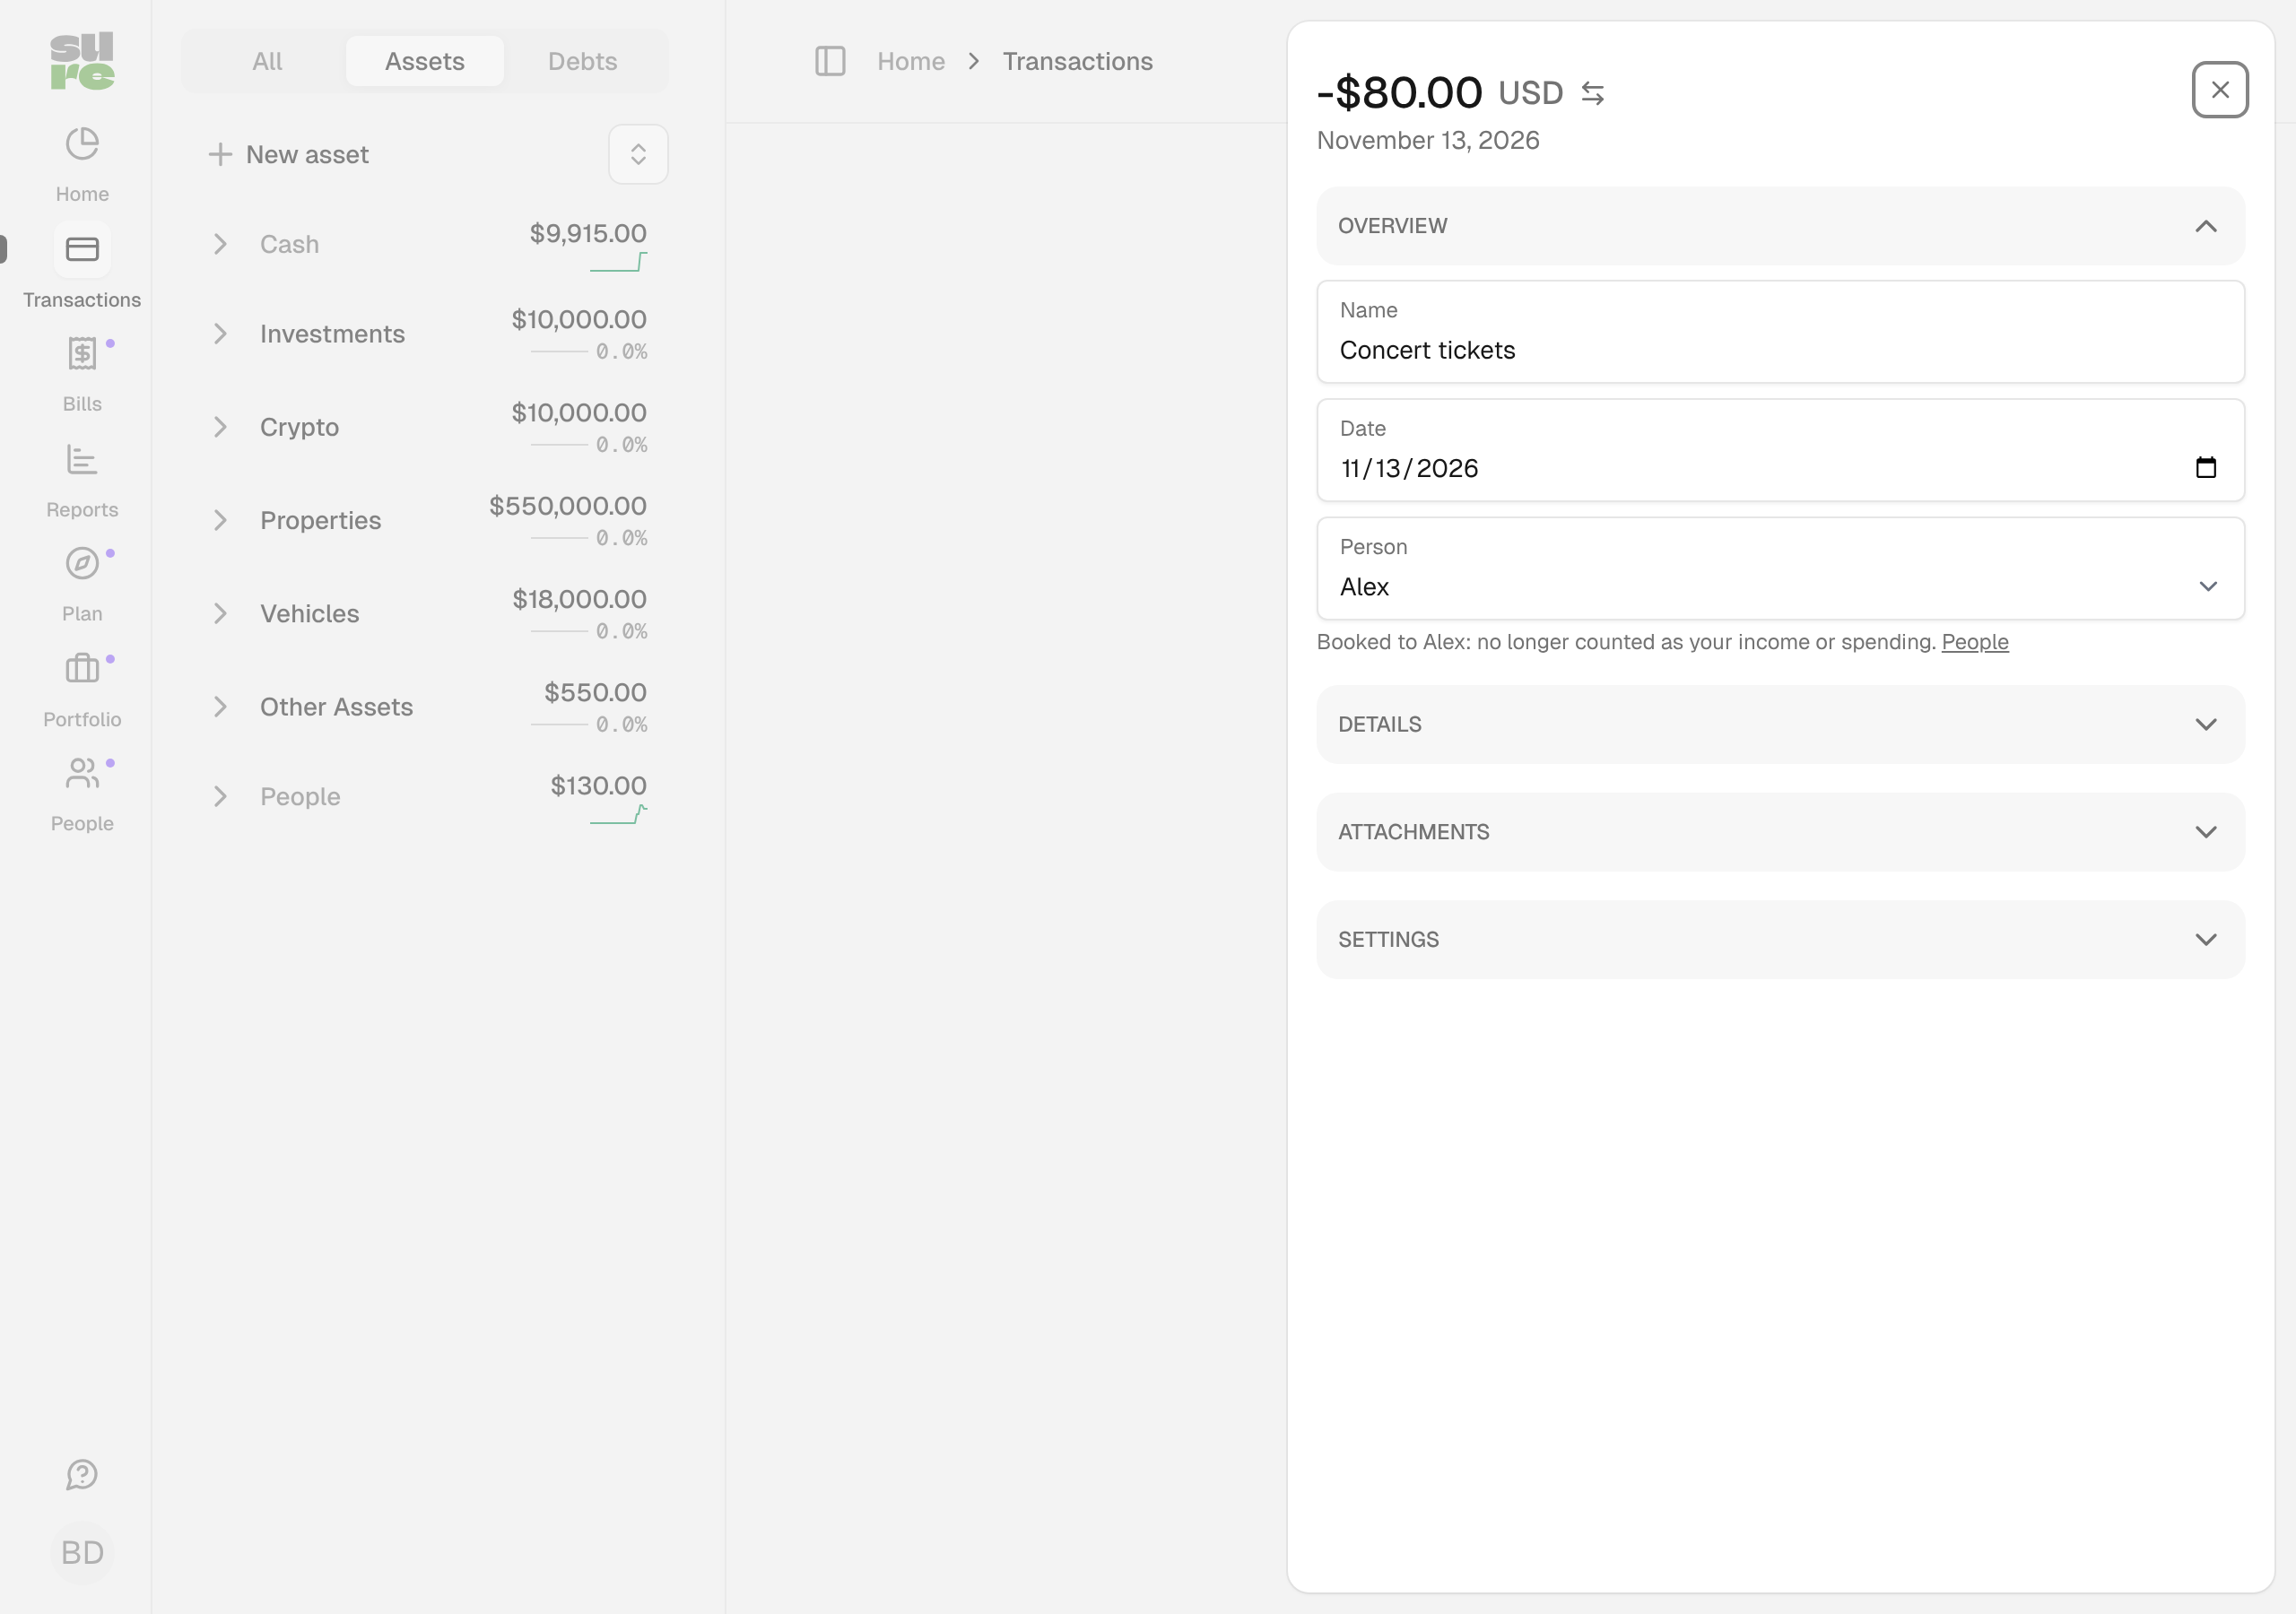 sure
Home
Transactions
Bills
Reports
Plan
Portfolio
People
BD
All
Assets
Debts
New asset
Cash
$9,915.00
Investments
$10,000.00
0.0%
Crypto
$10,000.00
0.0%
Properties
$550,000.00
0.0%
Vehicles
$18,000.00
0.0%
Other Assets
$550.00
0.0%
People
$130.00
Home > Transactions
-$80.00 USD
November 13, 2026
OVERVIEW
Name
Concert tickets
Date
11/13/2026
Person
Alex
Booked to Alex: no longer counted as your income or spending. People
DETAILS
ATTACHMENTS
SETTINGS